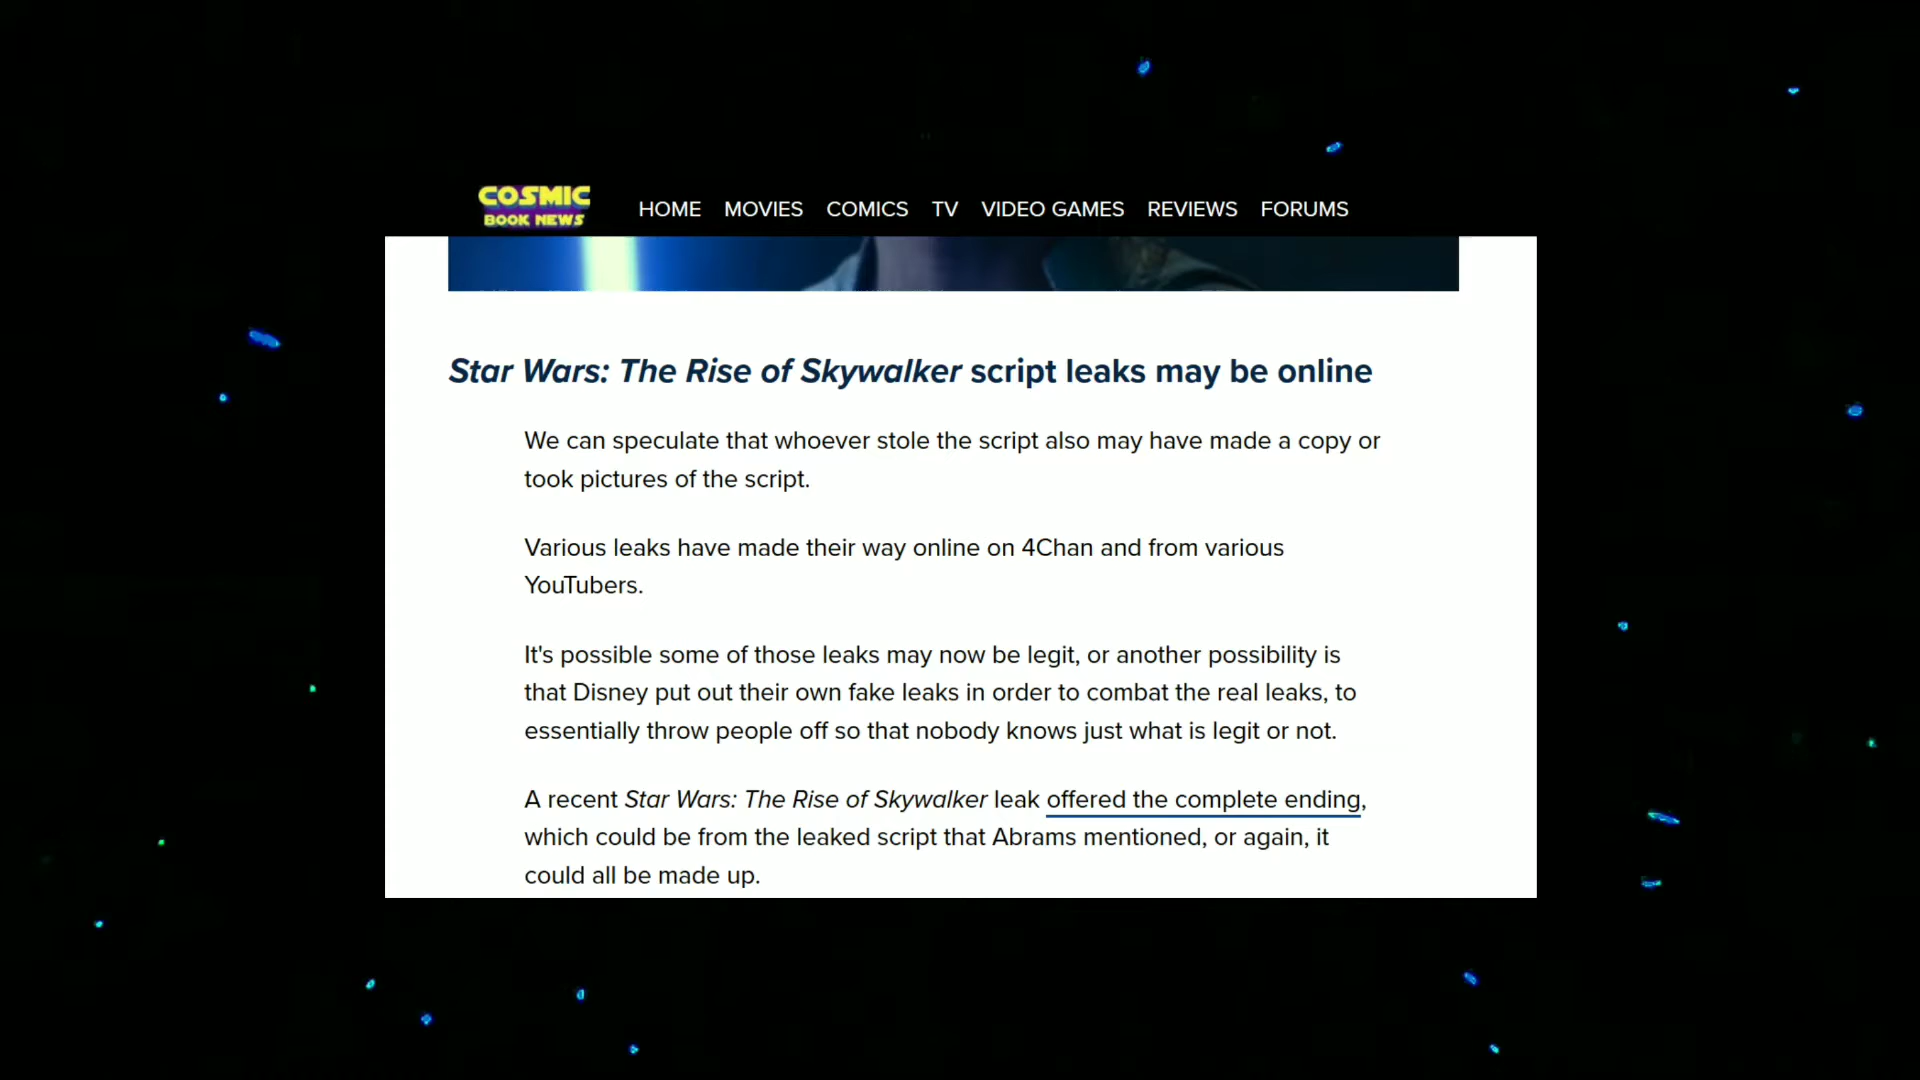 COSMIC
BOOK NEWS
HOME MOVIES COMICS TV VIDEO GAMES REVIEWS FORUMS
Star Wars: The Rise of Skywalker script leaks may be online
We can speculate that whoever stole the script also may have made a copy or
took pictures of the script.
Various leaks have made their way online on 4Chan and from various
YouTubers.
It's possible some of those leaks may now be legit, or another possibility is
that Disney put out their own fake leaks in order to combat the real leaks, to
essentially throw people off so that nobody knows just what is legit or not.
A recent Star Wars: The Rise of Skywalker leak offered the complete ending,
which could be from the leaked script that Abrams mentioned, or again, it
could all be made up.